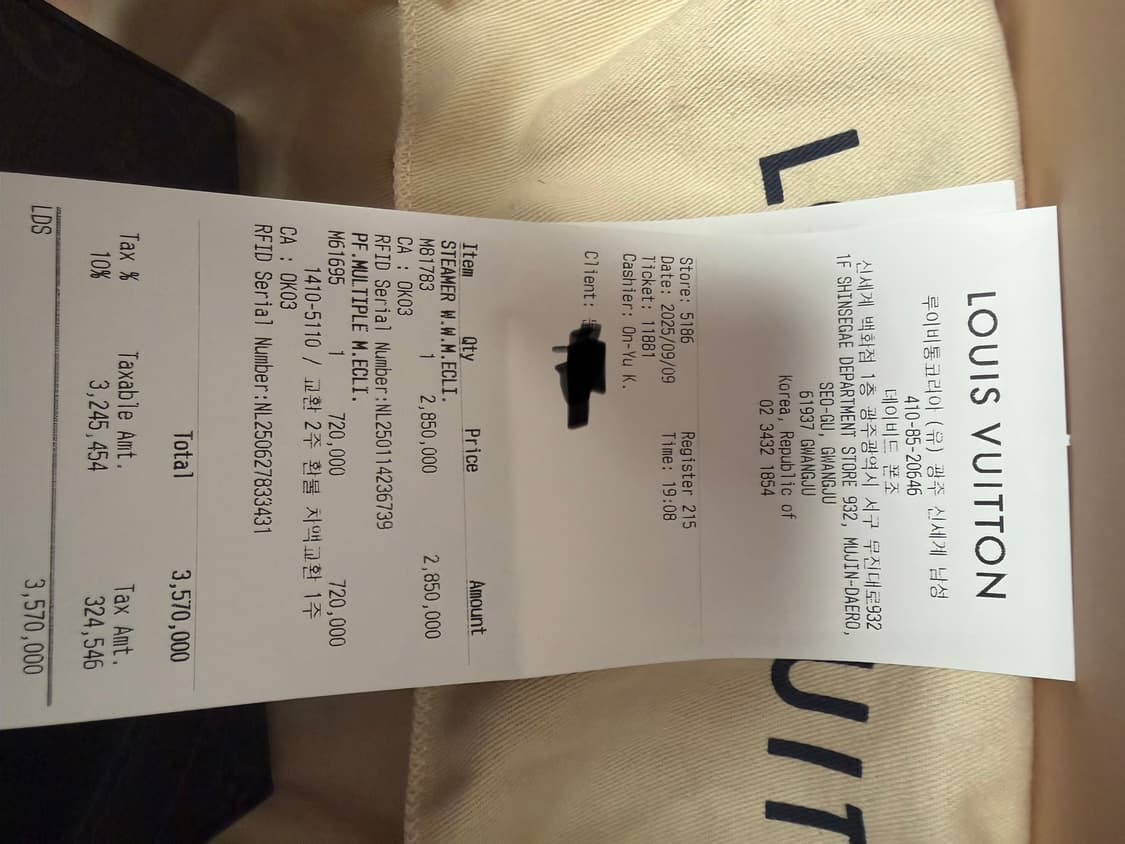 LOUIS VUITTON
루이비통코리아 (유) 광주 신세계 남성
410-85-20646
데이비드 폰조
신세계 백화점 1층 광주광역시 서구 무진대로932
1F SHINSEGAE DEPARTMENT STORE 932, MUJIN-DAERO,
SEO-GU, GWANGJU
61937 GWANGJU
Korea, Republic of
02 3432 1854
Store: 5186 Register 215
Date: 2025/09/09 Time: 19:08
Ticket: 11881
Cashier: On-Yu K.
Client:
Item Qty Price Amount
STEAMER W.W.M.ECLI.
M81783 1 2,850,000 2,850,000
CA : OK03
RFID Serial Number:NL250114236739
PF.MULTIPLE M.ECLI.
M61695 1 720,000 720,000
1410-5110 / 교환 2주 환불 차액교환 1주
CA : OK03
RFID Serial Number:NL250627833431
Total 3,570,000
Tax % Taxable Amt. Tax Amt.
10% 3,245,454 324,546
LDS 3,570,000
L
UIT